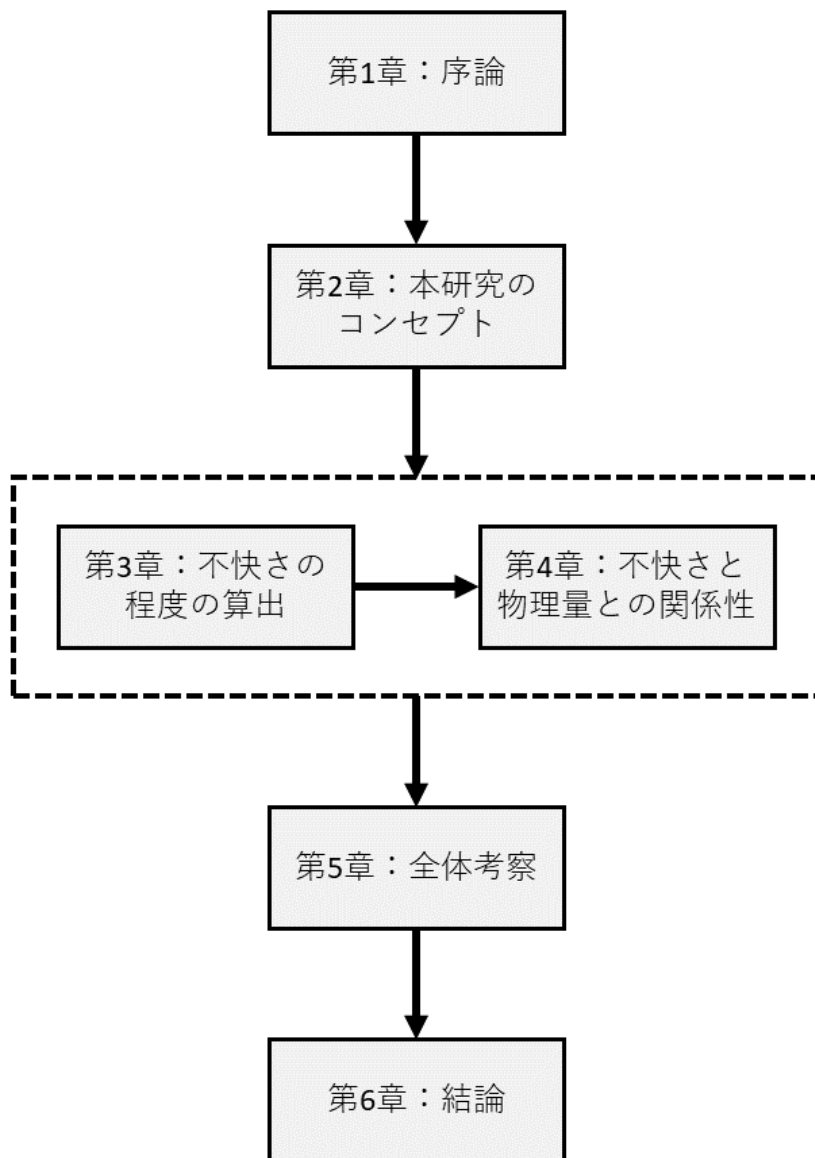 第1章：序論
第2章：本研究の
コンセプト
第3章：不快さの
程度の算出
第4章：不快さと
物理量との関係性
第5章：全体考察
第6章：結論